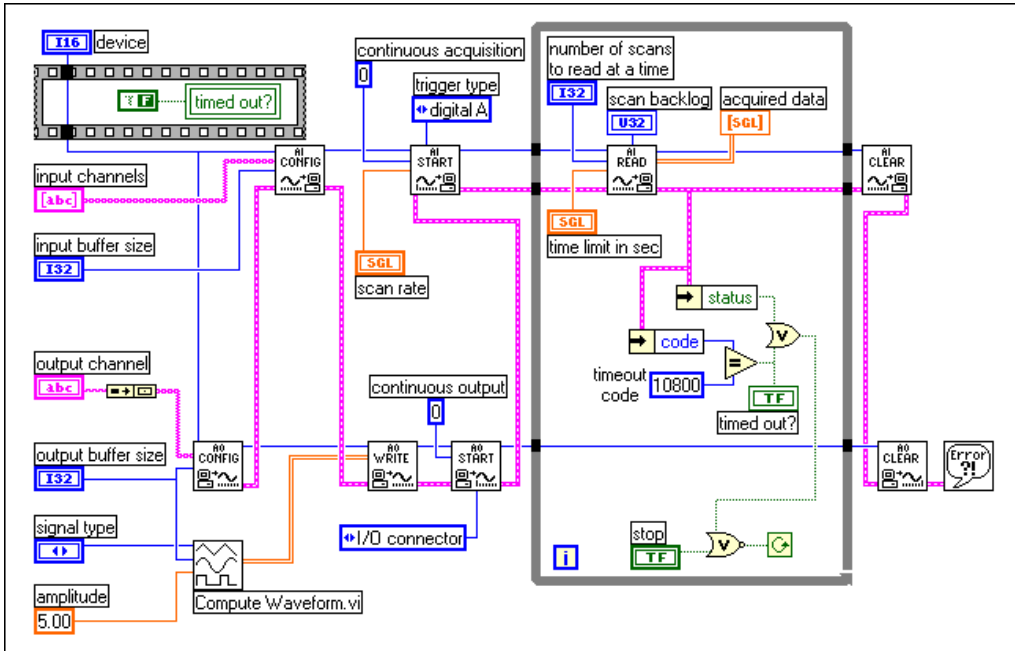 I16
device
F
timed out?
input channels
[abc]
input buffer size
I32
AI
CONFIG
continuous acquisition
0
trigger type
digital A
AI
START
SGL
scan rate
number of scans
to read at a time
I32
scan backlog
U32
acquired data
[SGL]
AI
READ
SGL
time limit in sec
AI
CLEAR
status
code
timeout
code
10800
=
V
TF
timed out?
output channel
abc
output buffer size
I32
AO
CONFIG
continuous output
0
AO
WRITE
AO
START
I/O connector
signal type
amplitude
5.00
Compute Waveform.vi
stop
TF
V
i
AO
CLEAR
Error
?!